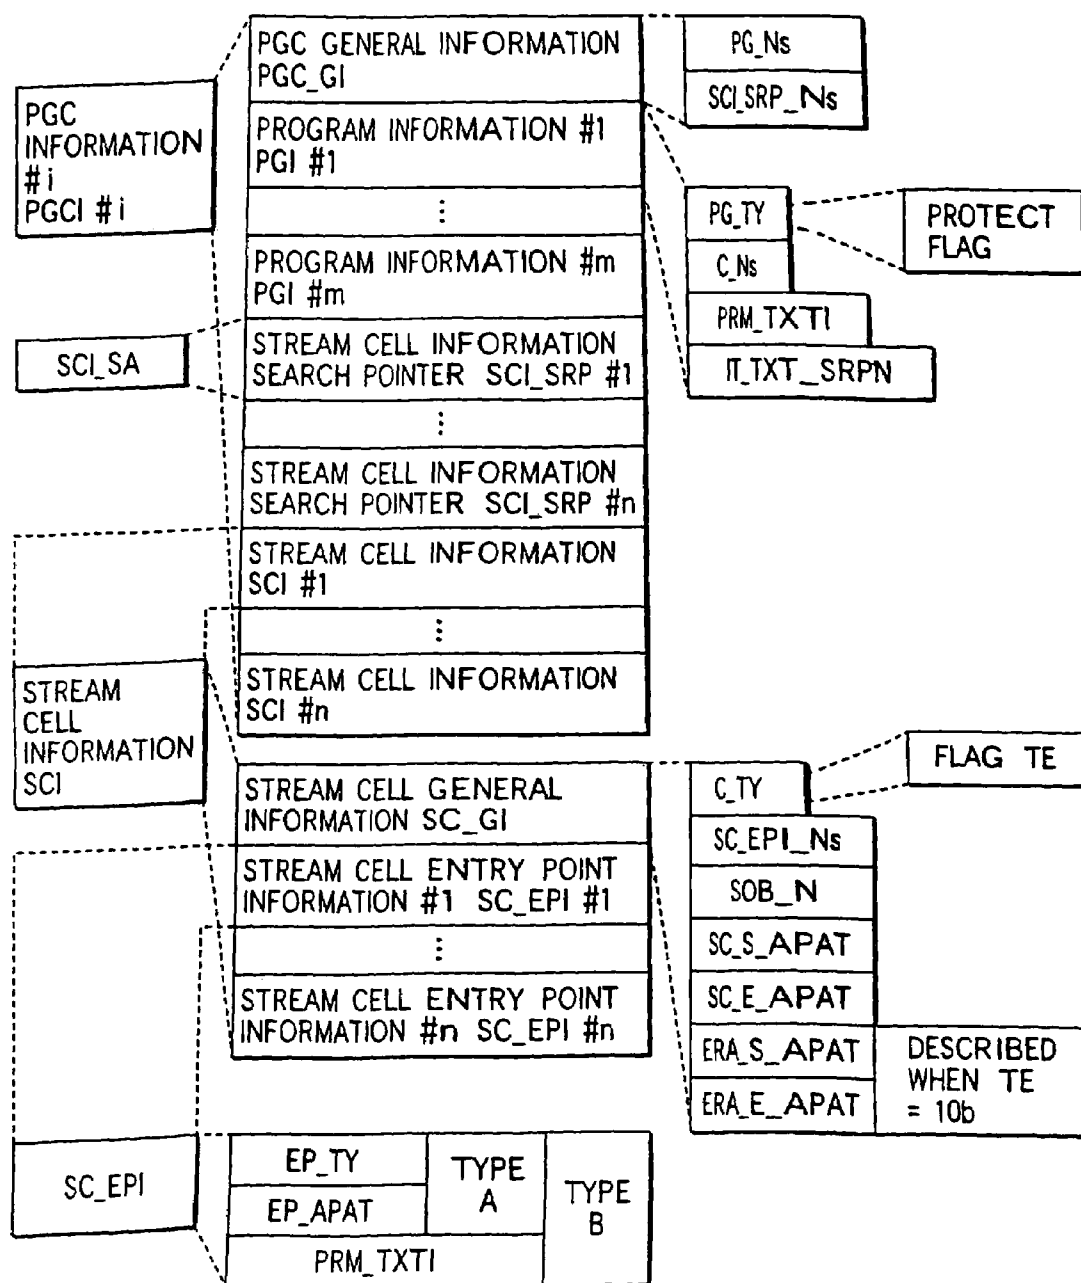 PGC
INFORMATION
#i
PGCI #i
PGC GENERAL INFORMATION
PGC_GI
PROGRAM INFORMATION #1
PGI #1
⋮
PROGRAM INFORMATION #m
PGI #m
STREAM CELL INFORMATION
SEARCH POINTER SCI_SRP #1
⋮
STREAM CELL INFORMATION
SEARCH POINTER SCI_SRP #n
STREAM CELL INFORMATION
SCI #1
⋮
STREAM CELL INFORMATION
SCI #n
PG_Ns
SCI_SRP_Ns
PG_TY
C_Ns
PRM_TXTI
IT_TXT_SRPN
PROTECT
FLAG
SCI_SA
STREAM
CELL
INFORMATION
SCI
STREAM CELL GENERAL
INFORMATION SC_GI
STREAM CELL ENTRY POINT
INFORMATION #1 SC_EPI #1
⋮
STREAM CELL ENTRY POINT
INFORMATION #n SC_EPI #n
C_TY
SC_EPI_Ns
SOB_N
SC_S_APAT
SC_E_APAT
ERA_S_APAT
ERA_E_APAT
FLAG TE
DESCRIBED
WHEN TE
= 10b
SC_EPI
EP_TY
EP_APAT
PRM_TXTI
TYPE
A
TYPE
B